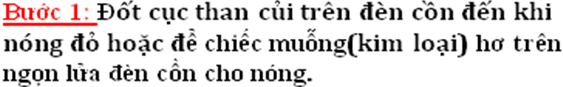 Bước 1: Đốt cục than củi trên đèn cồn đến khi
nóng đỏ hoặc để chiếc muỗng(kim loại) hơ trên
ngọn lửa đèn cồn cho nóng.